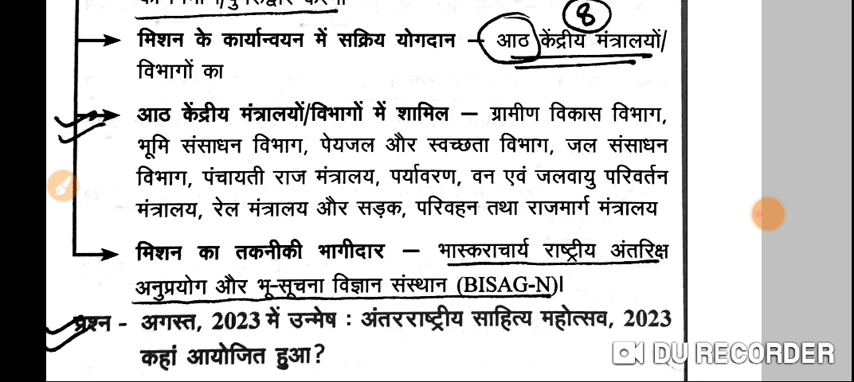 मिशन के कार्यान्वयन में सक्रिय योगदान – आठ केंद्रीय मंत्रालयों/
8
विभागों का
आठ केंद्रीय मंत्रालयों/विभागों में शामिल – ग्रामीण विकास विभाग,
भूमि संसाधन विभाग, पेयजल और स्वच्छता विभाग, जल संसाधन
विभाग, पंचायती राज मंत्रालय, पर्यावरण, वन एवं जलवायु परिवर्तन
मंत्रालय, रेल मंत्रालय और सड़क, परिवहन तथा राजमार्ग मंत्रालय
मिशन का तकनीकी भागीदार – भास्कराचार्य राष्ट्रीय अंतरिक्ष
अनुप्रयोग और भू-सूचना विज्ञान संस्थान (BISAG-N)।
प्रश्न - अगस्त, 2023 में उन्मेष : अंतरराष्ट्रीय साहित्य महोत्सव, 2023
कहां आयोजित हुआ?
DU RECORDER